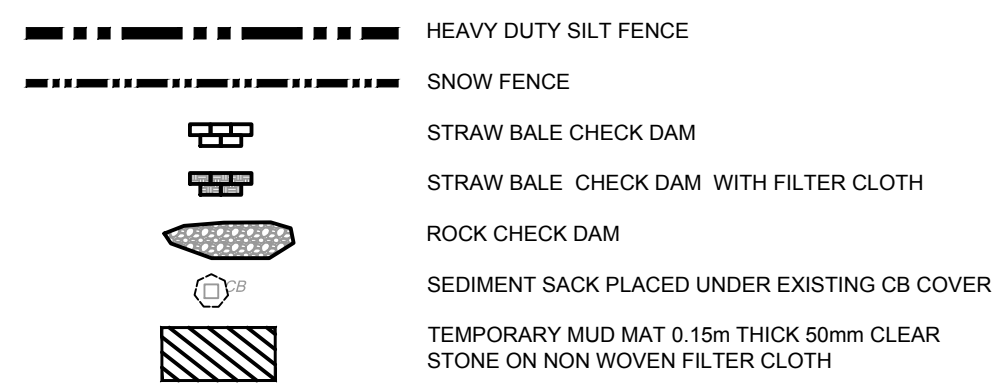 HEAVY DUTY SILT FENCE
SNOW FENCE
STRAW BALE CHECK DAM
STRAW BALE CHECK DAM WITH FILTER CLOTH
ROCK CHECK DAM
CB SEDIMENT SACK PLACED UNDER EXISTING CB COVER
TEMPORARY MUD MAT 0.15m THICK 50mm CLEAR
STONE ON NON WOVEN FILTER CLOTH